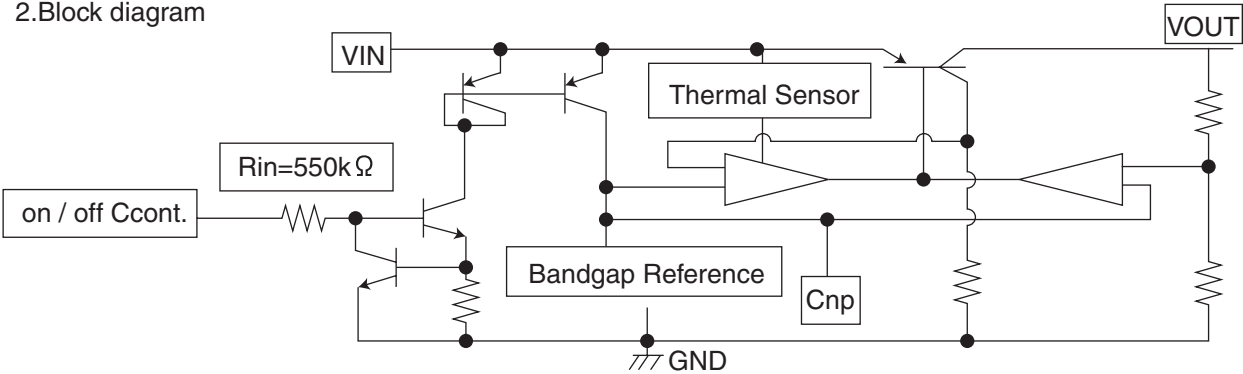 2.Block diagram
VOUT
VIN
Thermal Sensor
Rin=550kΩ
on / off Ccont.
Bandgap Reference
Cnp
GND